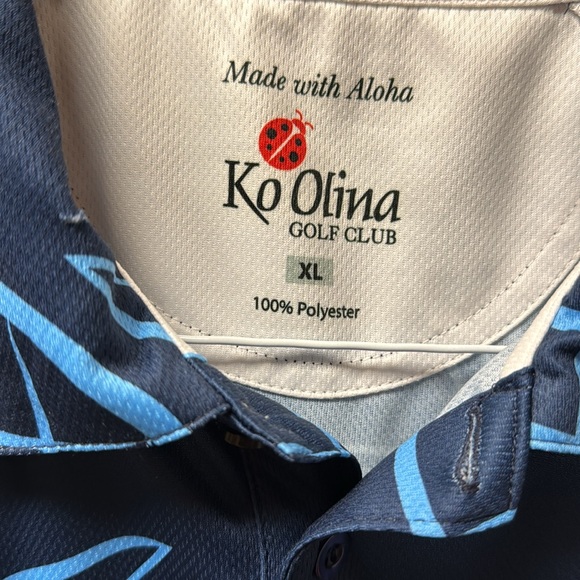 Made with Aloha
Ko Olina
GOLF CLUB
XL
100% Polyester